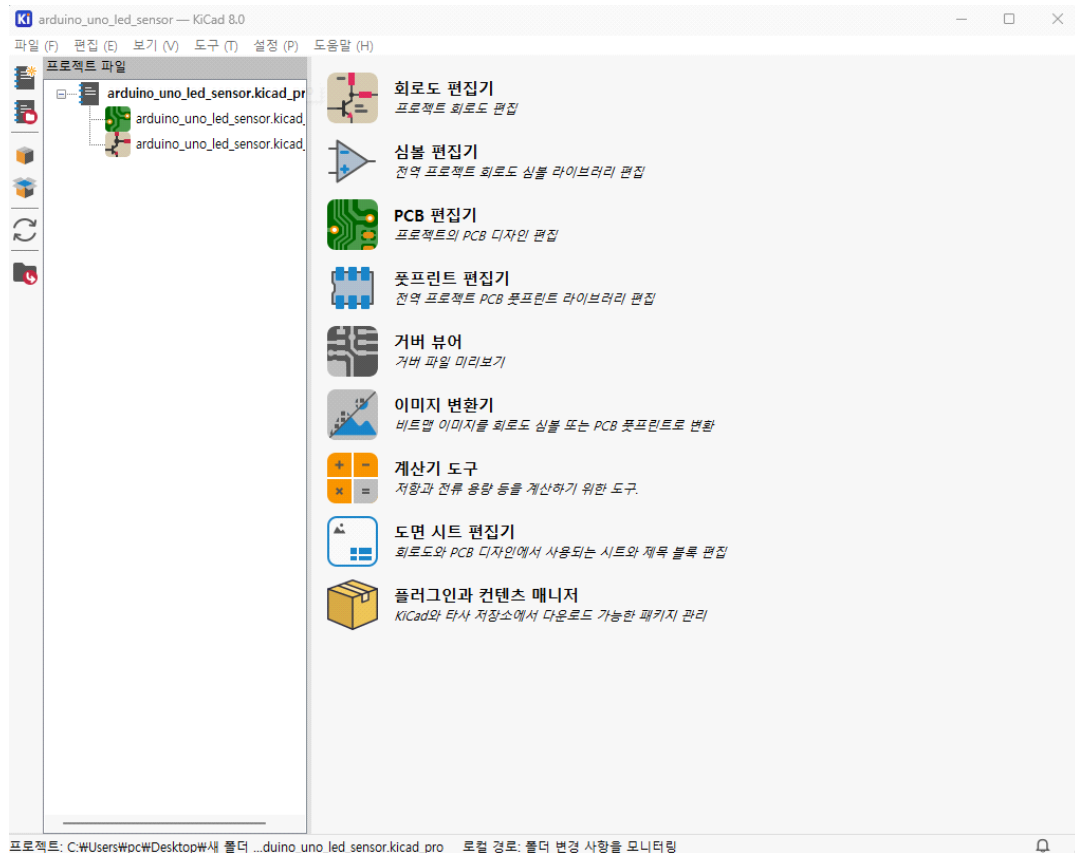 arduino_uno_led_sensor — KiCad 8.0
파일 (F) 편집 (E) 보기 (V) 도구 (T) 설정 (P) 도움말 (H)
프로젝트 파일
arduino_uno_led_sensor.kicad_pr
arduino_uno_led_sensor.kicad_
arduino_uno_led_sensor.kicad_
회로도 편집기
프로젝트 회로도 편집
심볼 편집기
전역 프로젝트 회로도 심볼 라이브러리 편집
PCB 편집기
프로젝트의 PCB 디자인 편집
풋프린트 편집기
전역 프로젝트 PCB 풋프린트 라이브러리 편집
거버 뷰어
거버 파일 미리보기
이미지 변환기
비트맵 이미지를 회로도 심볼 또는 PCB 풋프린트로 변환
계산기 도구
저항과 전류 용량 등을 계산하기 위한 도구.
도면 시트 편집기
회로도와 PCB 디자인에서 사용되는 시트와 제목 블록 편집
플러그인과 컨텐츠 매니저
KiCad와 타사 저장소에서 다운로드 가능한 패키지 관리
프로젝트: C:₩Users₩pc₩Desktop₩새 폴더 ...duino_uno_led_sensor.kicad_pro 로컬 경로: 폴더 변경 사항을 모니터링